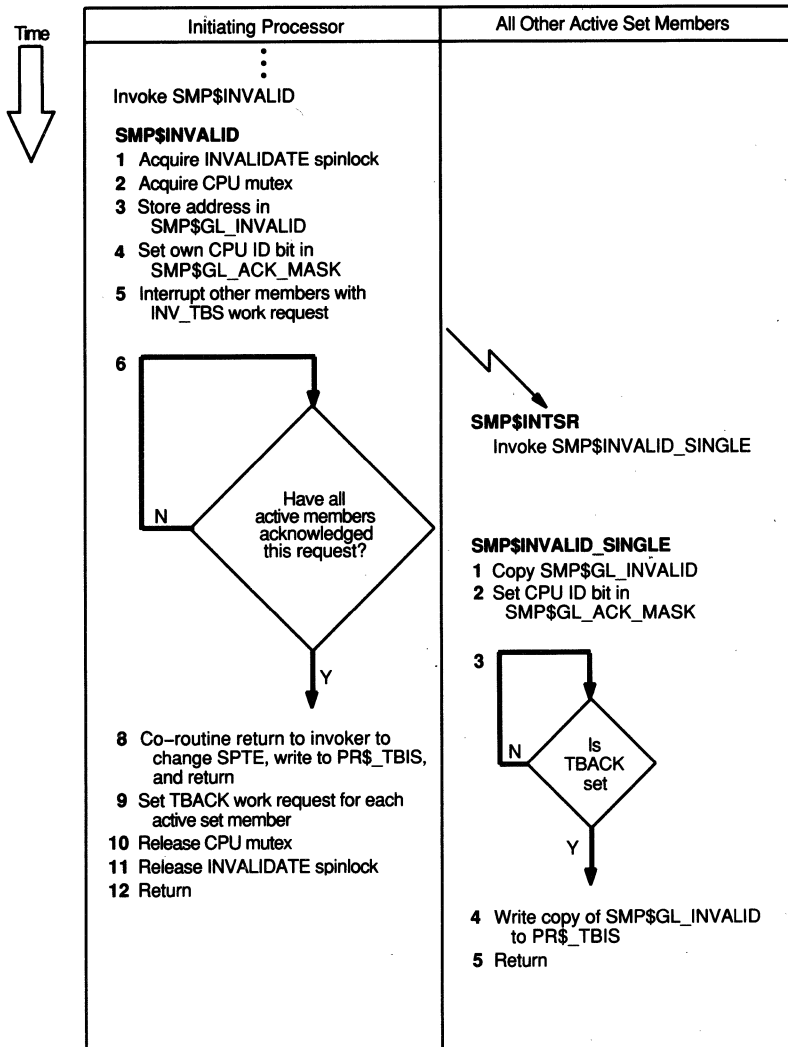 Time
Initiating Processor
All Other Active Set Members
Invoke SMP$INVALID
SMP$INVALID
1 Acquire INVALIDATE spinlock
2 Acquire CPU mutex
3 Store address in
SMP$GL_INVALID
4 Set own CPU ID bit in
SMP$GL_ACK_MASK
5 Interrupt other members with
INV_TBS work request
6
Have all
active members
acknowledged
this request?
N
Y
8 Co–routine return to invoker to
change SPTE, write to PR$_TBIS,
and return
9 Set TBACK work request for each
active set member
10 Release CPU mutex
11 Release INVALIDATE spinlock
12 Return
SMP$INTSR
Invoke SMP$INVALID_SINGLE
SMP$INVALID_SINGLE
1 Copy SMP$GL_INVALID
2 Set CPU ID bit in
SMP$GL_ACK_MASK
3
Is
TBACK
set
N
Y
4 Write copy of SMP$GL_INVALID
to PR$_TBIS
5 Return